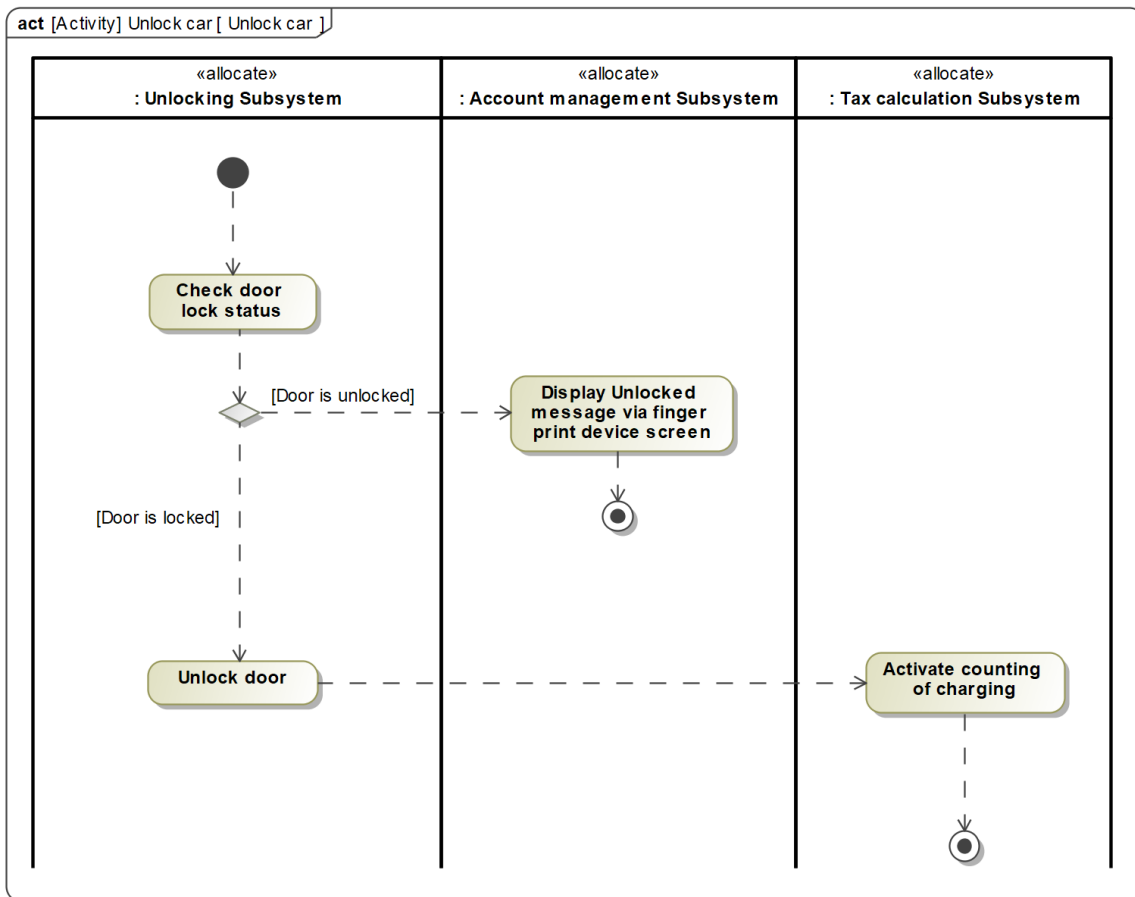 act [Activity] Unlock car [ Unlock car ]
«allocate»
: Unlocking Subsystem
«allocate»
: Account management Subsystem
«allocate»
: Tax calculation Subsystem
Check door
lock status
[Door is unlocked]
Display Unlocked
message via finger
print device screen
[Door is locked]
Unlock door
Activate counting
of charging